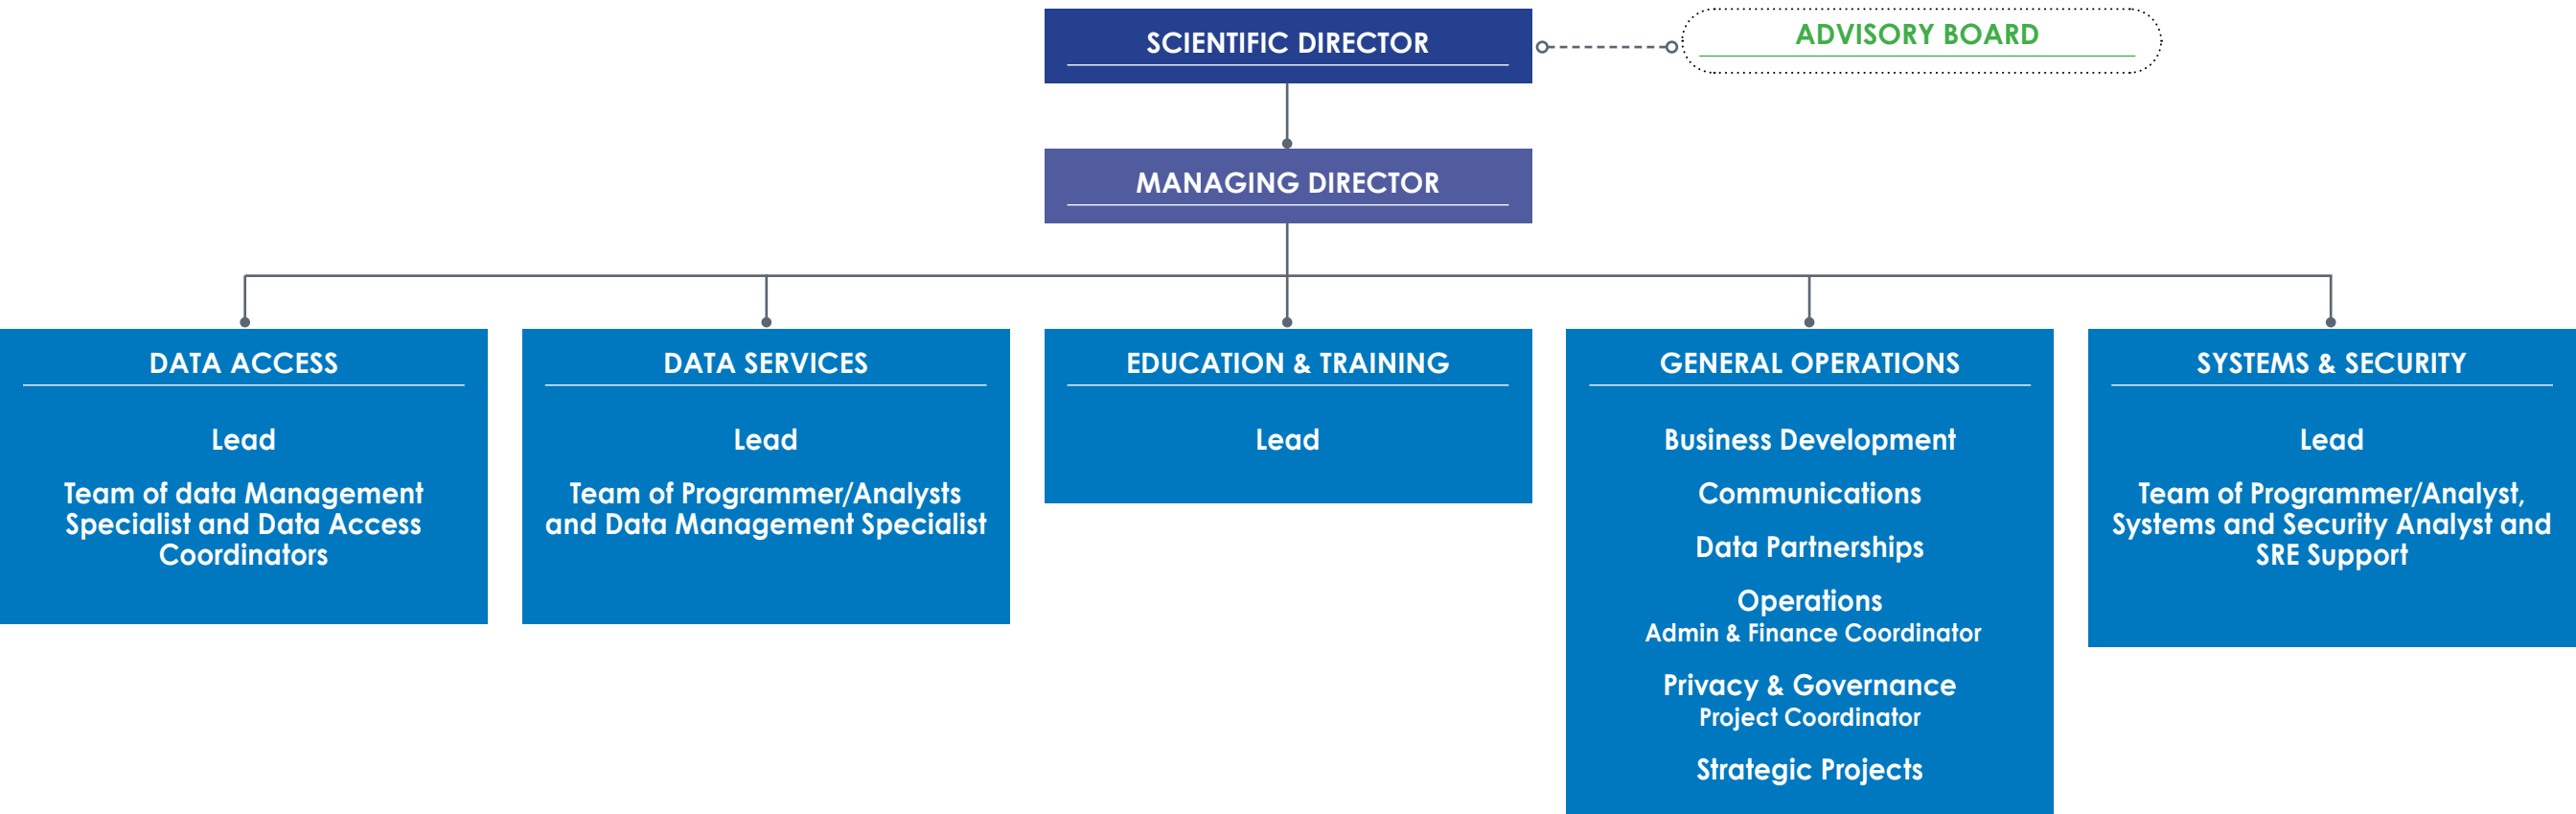 SCIENTIFIC DIRECTOR
ADVISORY BOARD
MANAGING DIRECTOR
DATA ACCESS
Lead
Team of data Management
Specialist and Data Access
Coordinators
DATA SERVICES
Lead
Team of Programmer/Analysts
and Data Management Specialist
EDUCATION & TRAINING
Lead
GENERAL OPERATIONS
Business Development
Communications
Data Partnerships
Operations
Admin & Finance Coordinator
Privacy & Governance
Project Coordinator
Strategic Projects
SYSTEMS & SECURITY
Lead
Team of Programmer/Analyst,
Systems and Security Analyst and
SRE Support